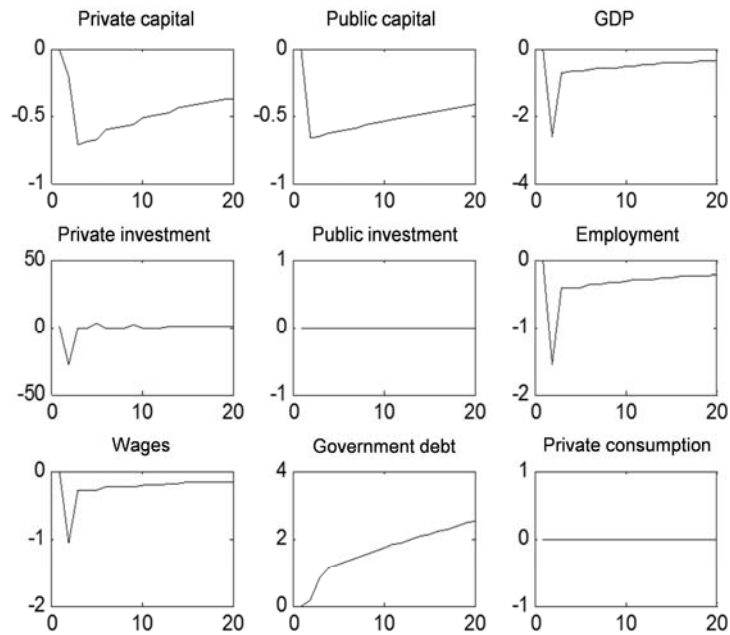 Private capital
Public capital
GDP
0
-0.5
-1
0 10 20
0
-0.5
-1
0 10 20
0
-2
-4
0 10 20
Private investment
Public investment
Employment
50
0
-50
0 10 20
1
0
-1
0 10 20
0
-1
-2
0 10 20
Wages
Government debt
Private consumption
0
-1
-2
0 10 20
4
2
0
0 10 20
1
0
-1
0 10 20